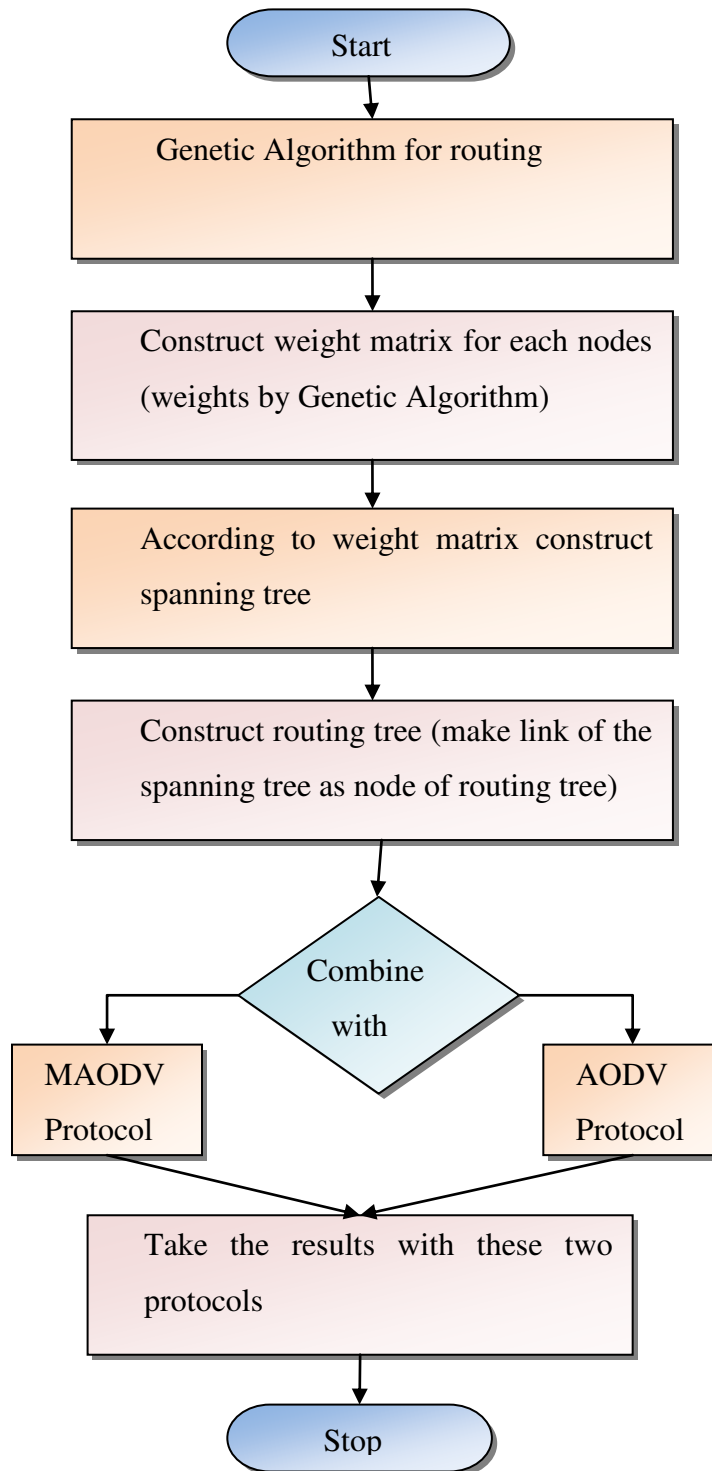 Start
Genetic Algorithm for routing
Construct weight matrix for each nodes
(weights by Genetic Algorithm)
According to weight matrix construct
spanning tree
Construct routing tree (make link of the
spanning tree as node of routing tree)
Combine
with
MAODV
Protocol
AODV
Protocol
Take the results with these two
protocols
Stop